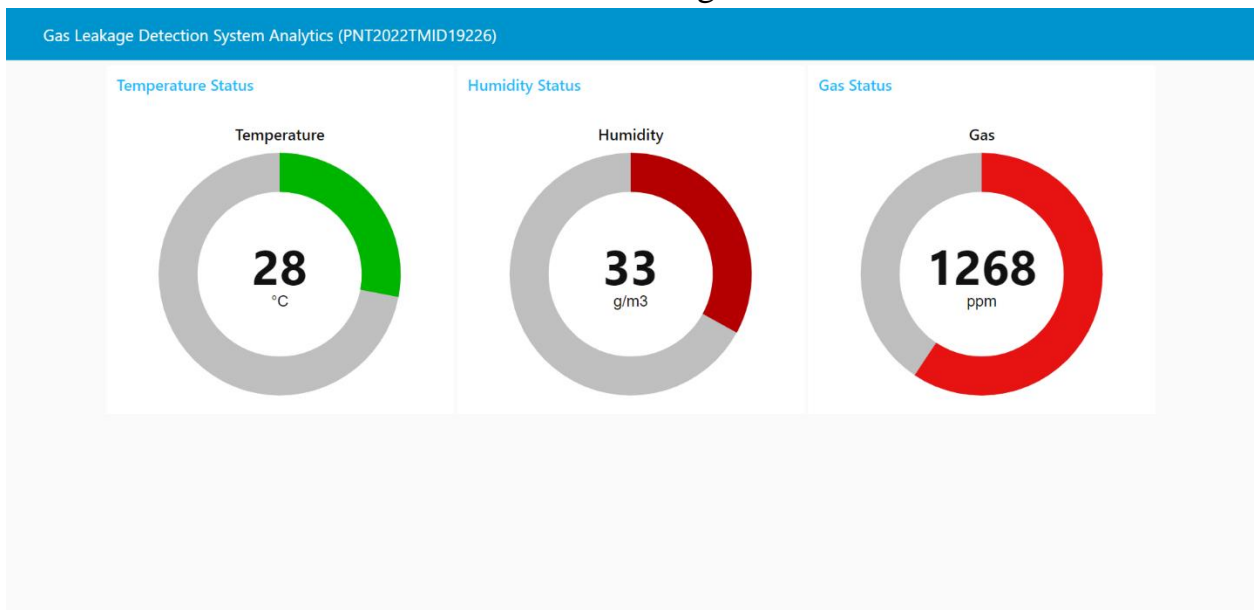 Gas Leakage Detection System Analytics (PNT2022TMID19226)
Temperature Status
Humidity Status
Gas Status
Temperature
Humidity
Gas
28
°C
33
g/m3
1268
ppm